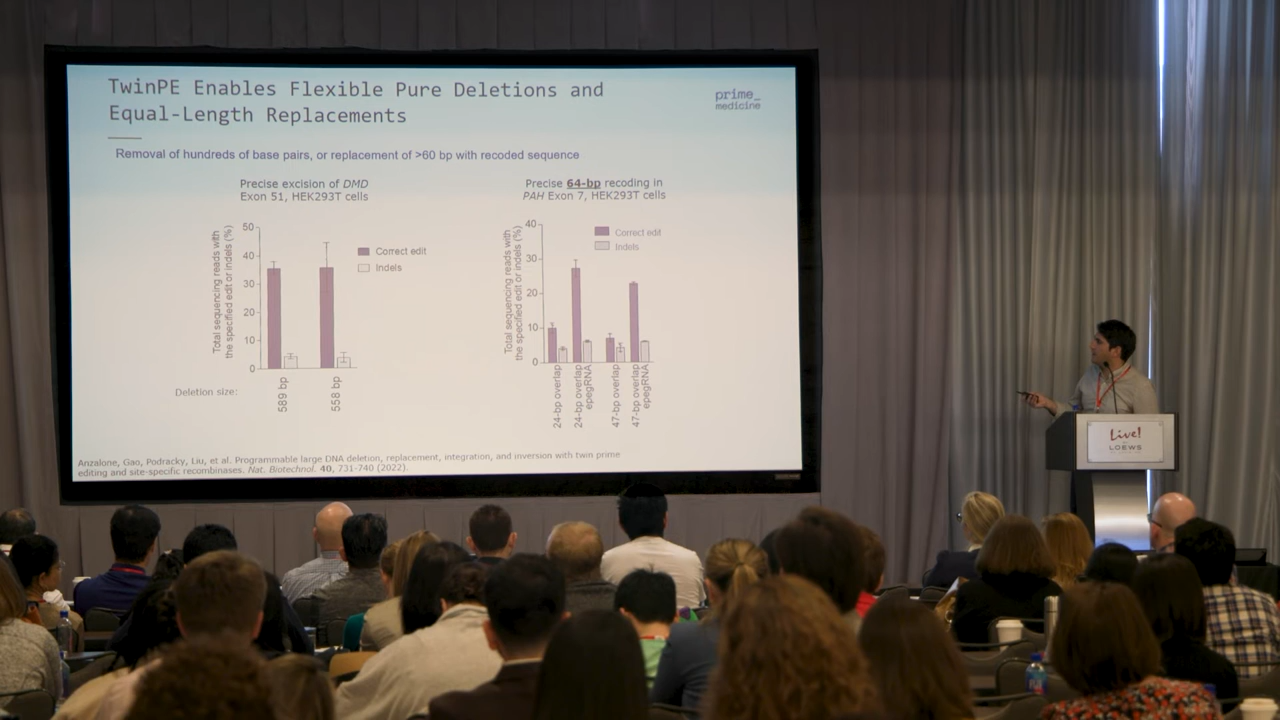 TwinPE Enables Flexible Pure Deletions and
Equal-Length Replacements
prime_
medicine
Removal of hundreds of base pairs, or replacement of >60 bp with recoded sequence
Precise excision of DMD
Exon 51, HEK293T cells
Total sequencing reads with
the specified edit or indels (%)
50
40
30
20
10
0
Correct edit
Indels
Deletion size:
589 bp
558 bp
Precise 64-bp recoding in
PAH Exon 7, HEK293T cells
Total sequencing reads with
the specified edit or indels (%)
40
30
20
10
0
Correct edit
Indels
24-bp overlap
24-bp overlap
epegRNA
47-bp overlap
47-bp overlap
epegRNA
Anzalone, Gao, Podracky, Liu, et al. Programmable large DNA deletion, replacement, integration, and inversion with twin prime
editing and site-specific recombinases. Nat. Biotechnol. 40, 731-740 (2022).
Live!
BY
LOEWS